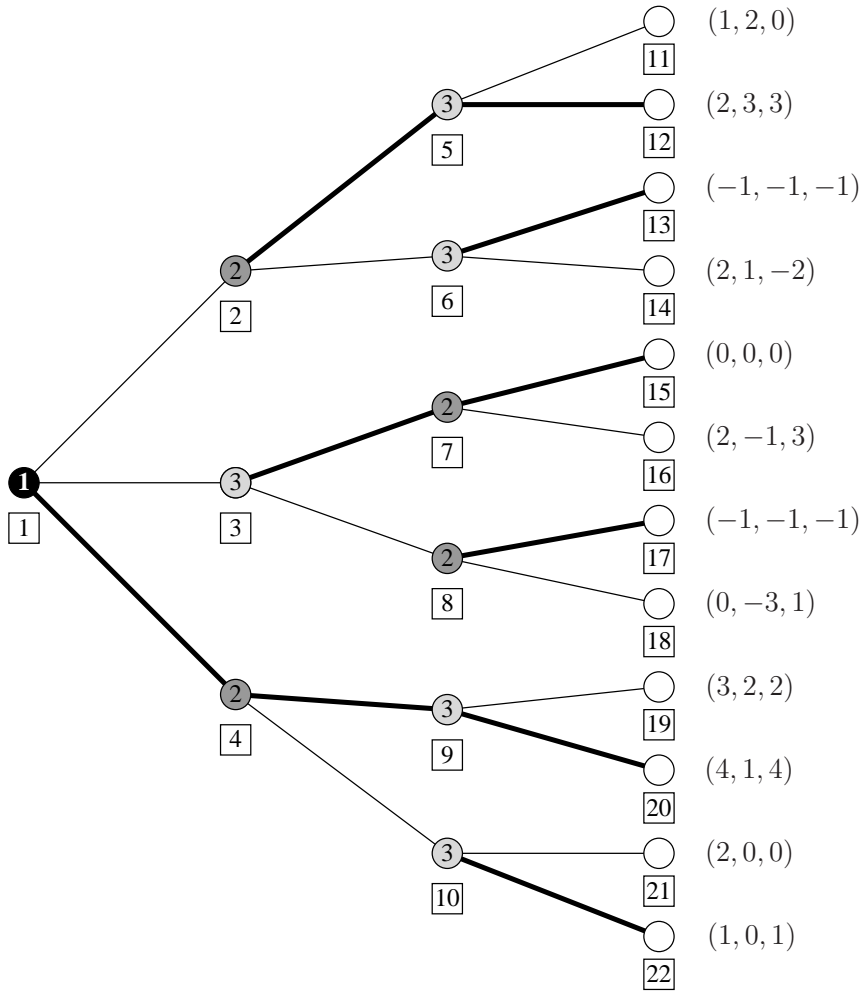 (1, 2, 0)
11
3
(2, 3, 3)
5
12
(−1, −1, −1)
13
3
2
(2, 1, −2)
6
2
14
(0, 0, 0)
15
2
7
(2, −1, 3)
16
1
3
1
3
(−1, −1, −1)
17
2
8
(0, −3, 1)
18
2
(3, 2, 2)
3
19
4
9
(4, 1, 4)
20
3
(2, 0, 0)
10
21
(1, 0, 1)
22